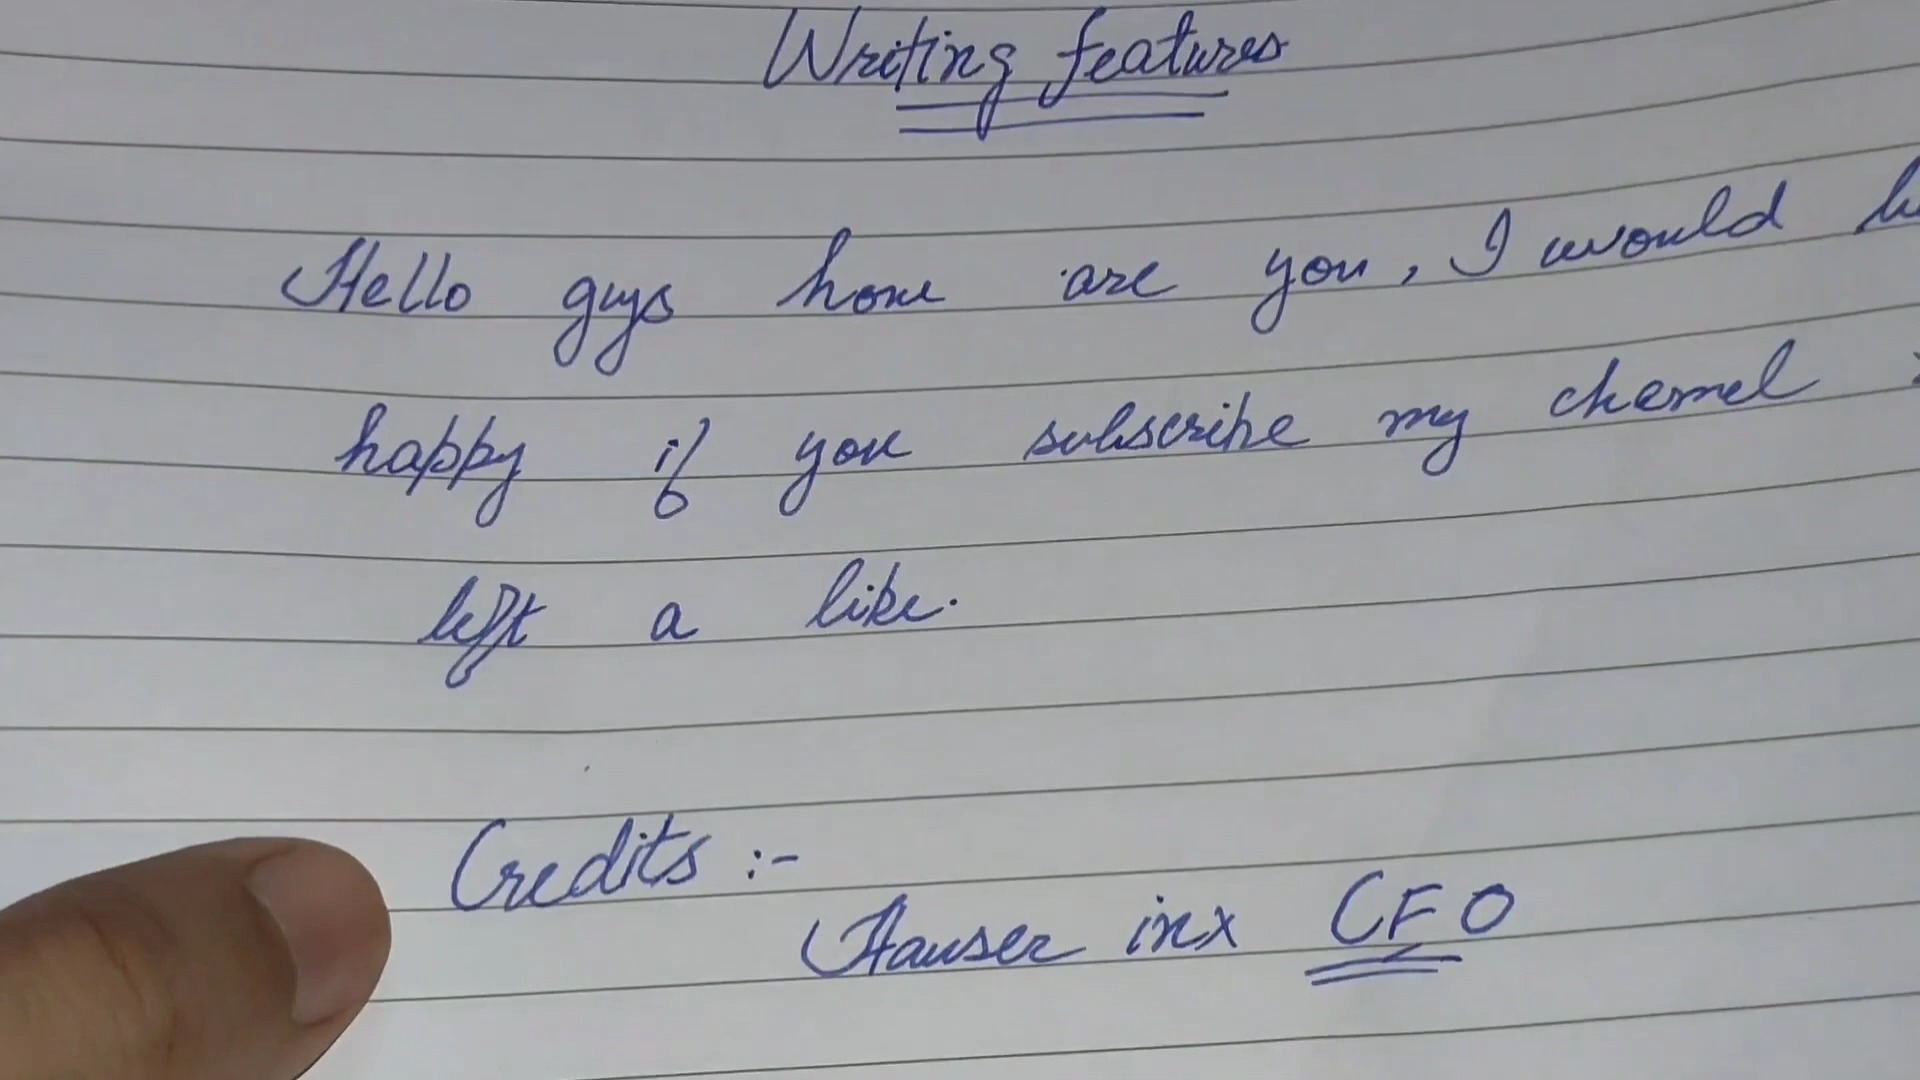 Writing features
Hello guys how are you, I would
happy if you subscribe my channel
left a like.
Credits :-
Hauser inx CFO